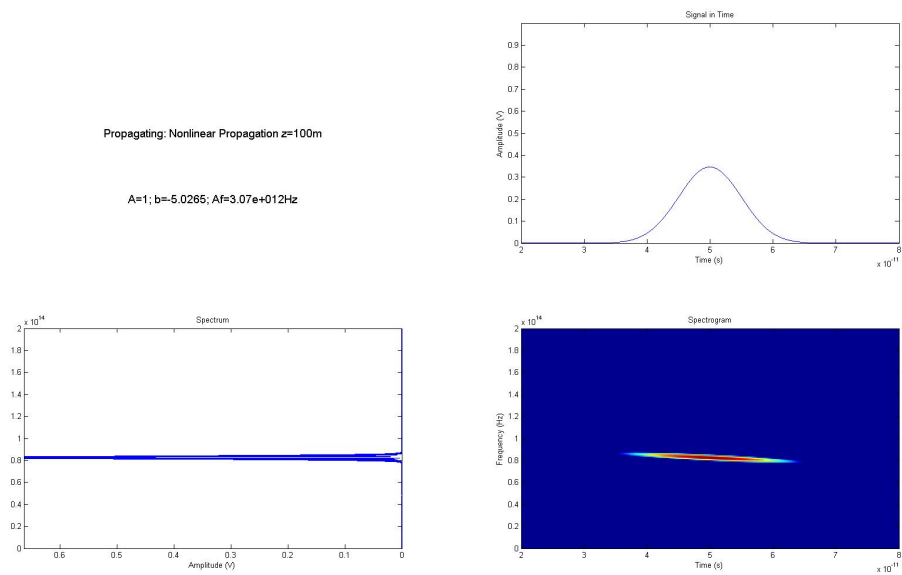 Propagating: Nonlinear Propagation z=100m
A=1; b=-5.0265; Af=3.07e+012Hz
Signal in Time
Amplitude (V)
0.9
0.8
0.7
0.6
0.5
0.4
0.3
0.2
0.1
0
2 3 4 5 6 7 8
Time (s)
x 10^-11
Spectrum
x 10^14
2
1.8
1.6
1.4
1.2
1
0.8
0.6
0.4
0.2
0
0.6 0.5 0.4 0.3 0.2 0.1 0
Amplitude (V)
Spectrogram
x 10^14
Frequency (Hz)
2
1.8
1.6
1.4
1.2
1
0.8
0.6
0.4
0.2
0
2 3 4 5 6 7 8
Time (s)
x 10^-11